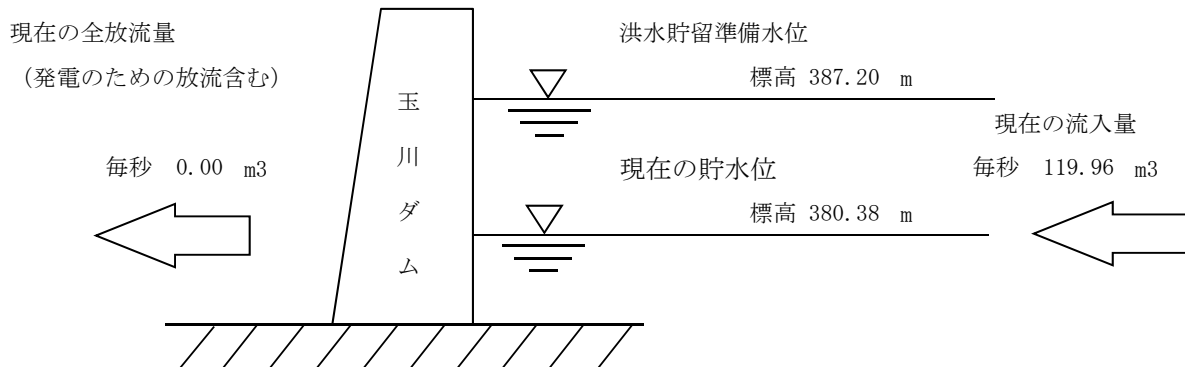 現在の全放流量
（発電のための放流含む）
毎秒 0.00 m3
玉川ダム
洪水貯留準備水位
標高 387.20 m
現在の貯水位
標高 380.38 m
現在の流入量
毎秒 119.96 m3